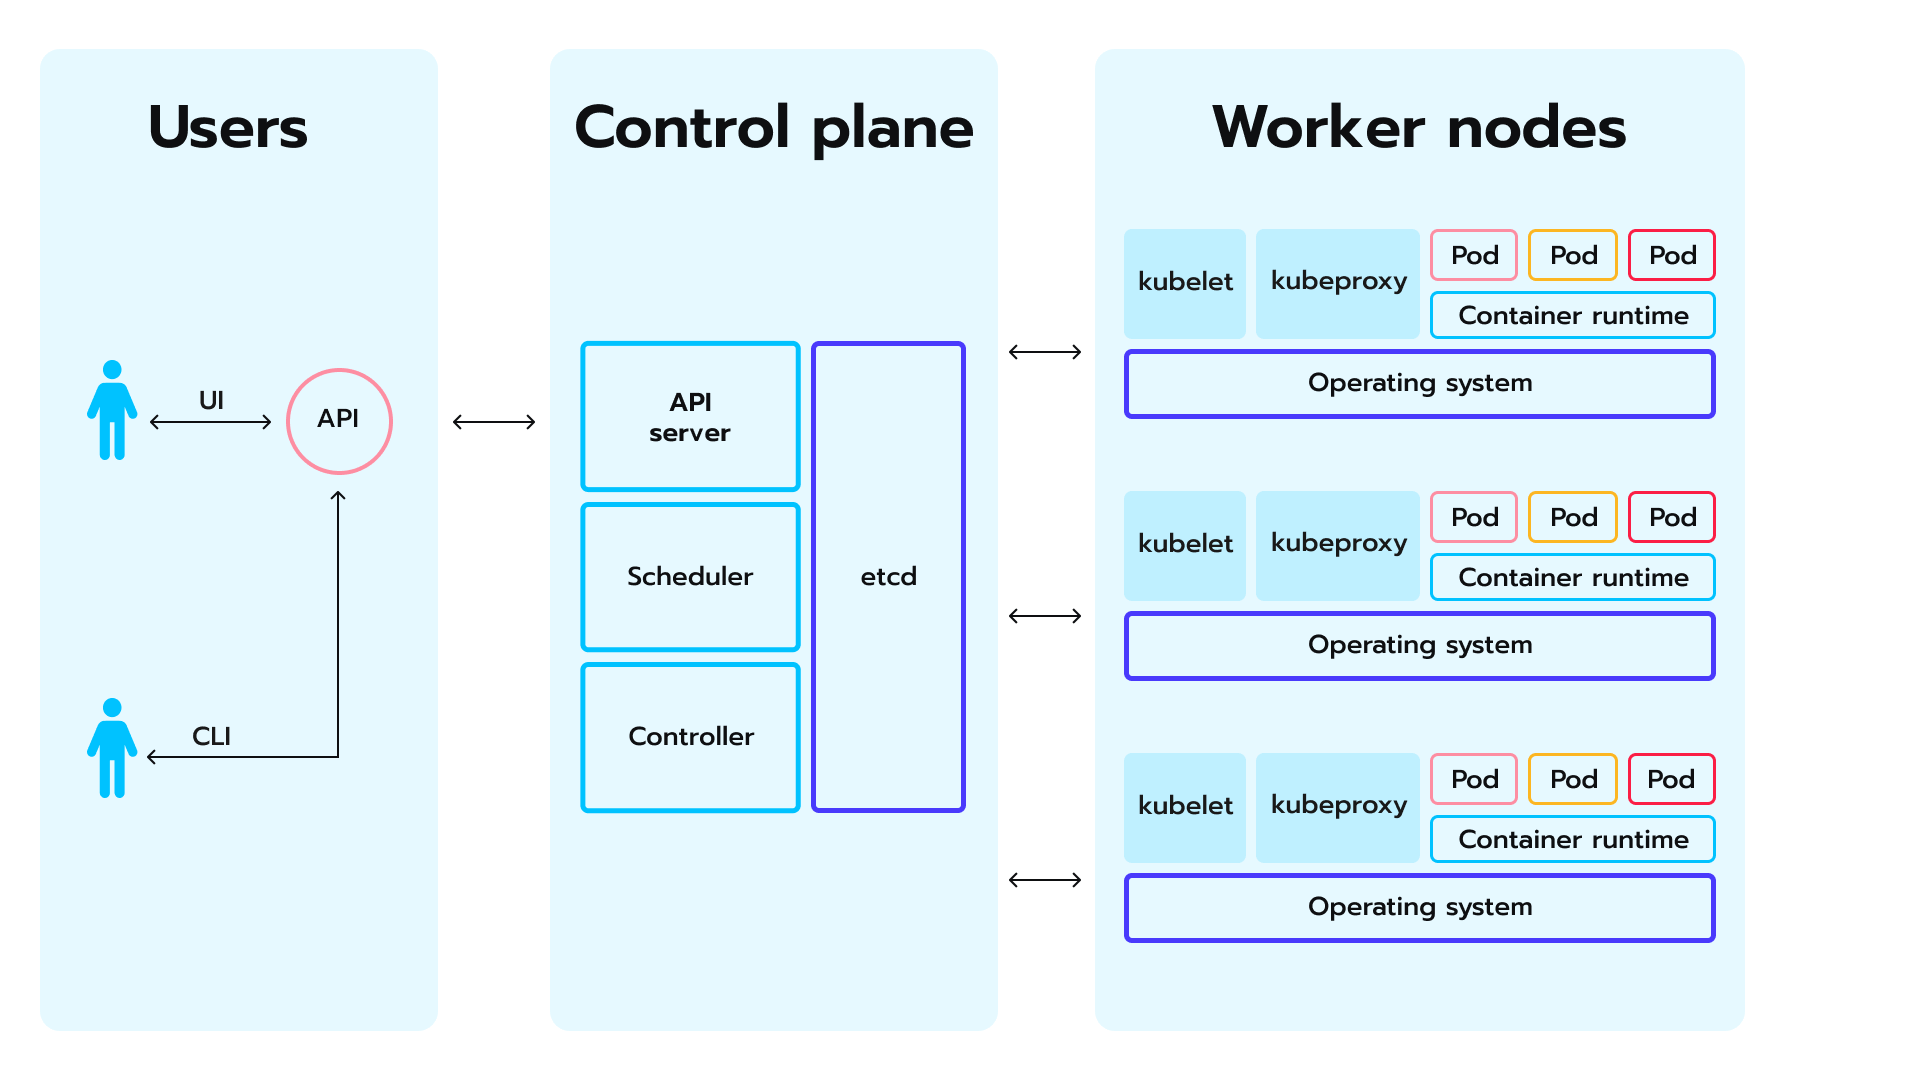 Users
UI
API
CLI
Control plane
API
server
Scheduler
Controller
etcd
Worker nodes
kubelet
kubeproxy
Pod
Pod
Pod
Container runtime
Operating system
kubelet
kubeproxy
Pod
Pod
Pod
Container runtime
Operating system
kubelet
kubeproxy
Pod
Pod
Pod
Container runtime
Operating system